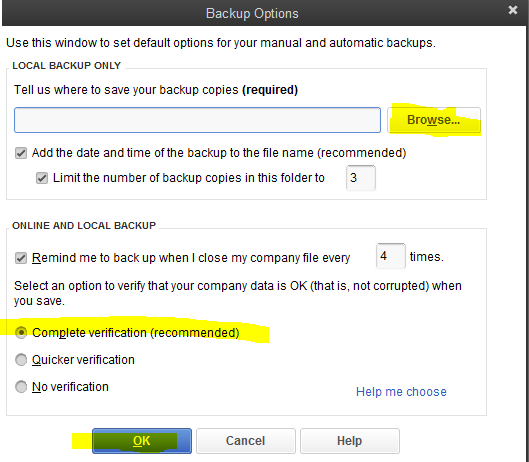 Backup Options
Use this window to set default options for your manual and automatic backups.
LOCAL BACKUP ONLY
Tell us where to save your backup copies (required)
Browse...
Add the date and time of the backup to the file name (recommended)
Limit the number of backup copies in this folder to 3
ONLINE AND LOCAL BACKUP
Remind me to back up when I close my company file every 4 times.
Select an option to verify that your company data is OK (that is, not corrupted) when
you save.
Complete verification (recommended)
Quicker verification
No verification
Help me choose
OK Cancel Help